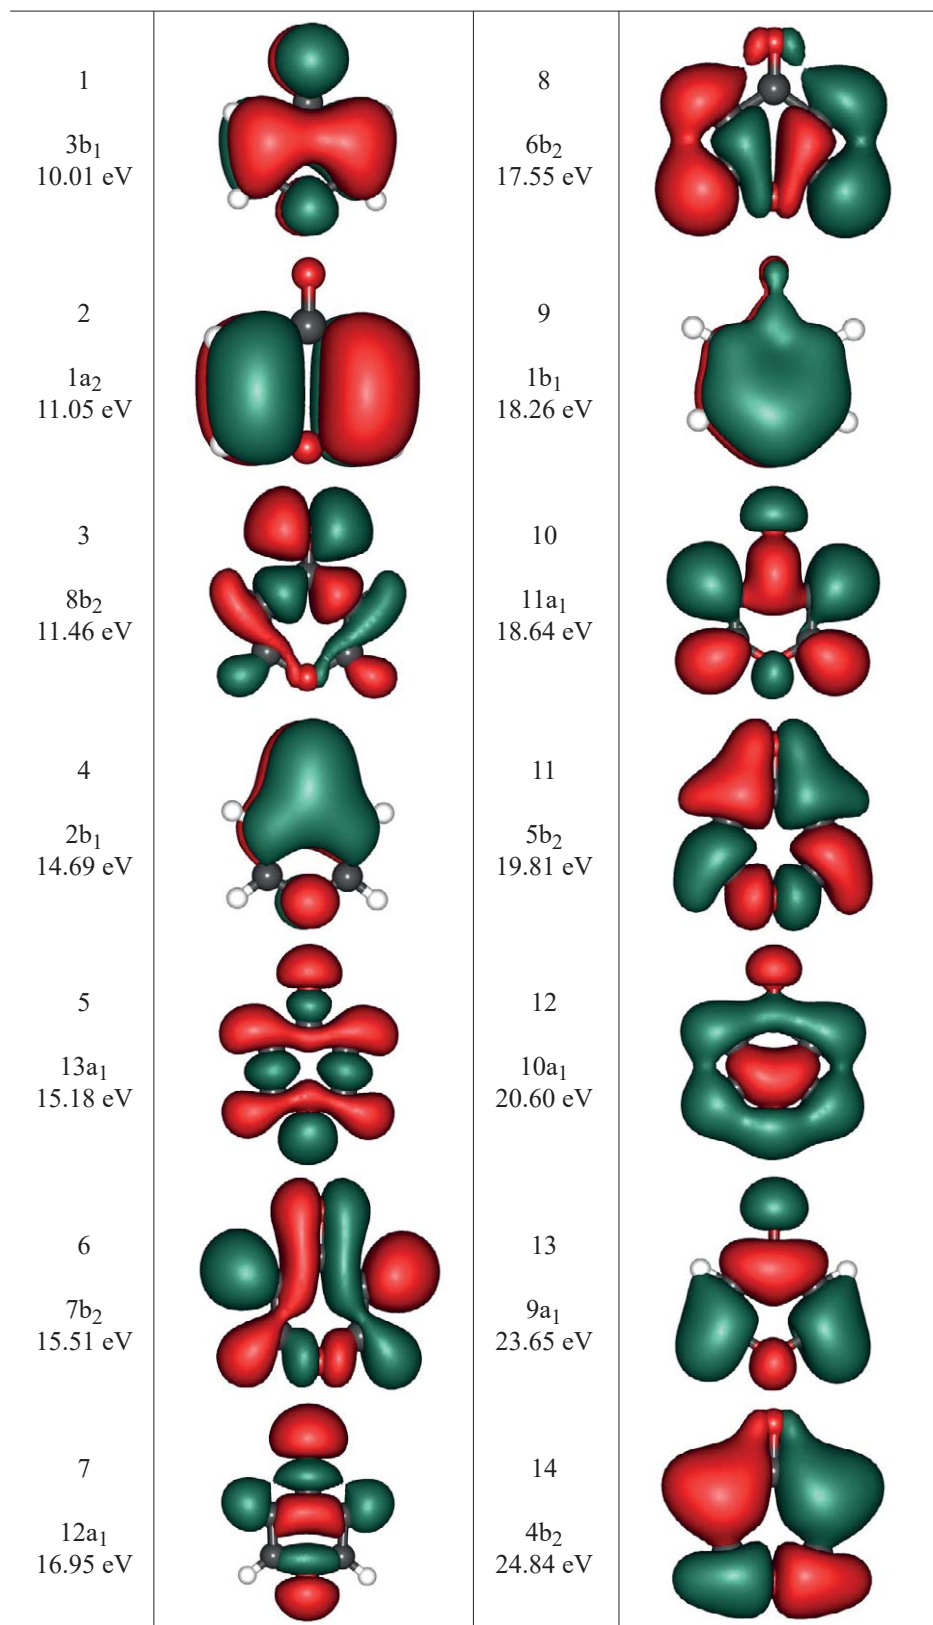 1
3b₁
10.01 eV
8
6b₂
17.55 eV
2
1a₂
11.05 eV
9
1b₁
18.26 eV
3
8b₂
11.46 eV
10
11a₁
18.64 eV
4
2b₁
14.69 eV
11
5b₂
19.81 eV
5
13a₁
15.18 eV
12
10a₁
20.60 eV
6
7b₂
15.51 eV
13
9a₁
23.65 eV
7
12a₁
16.95 eV
14
4b₂
24.84 eV